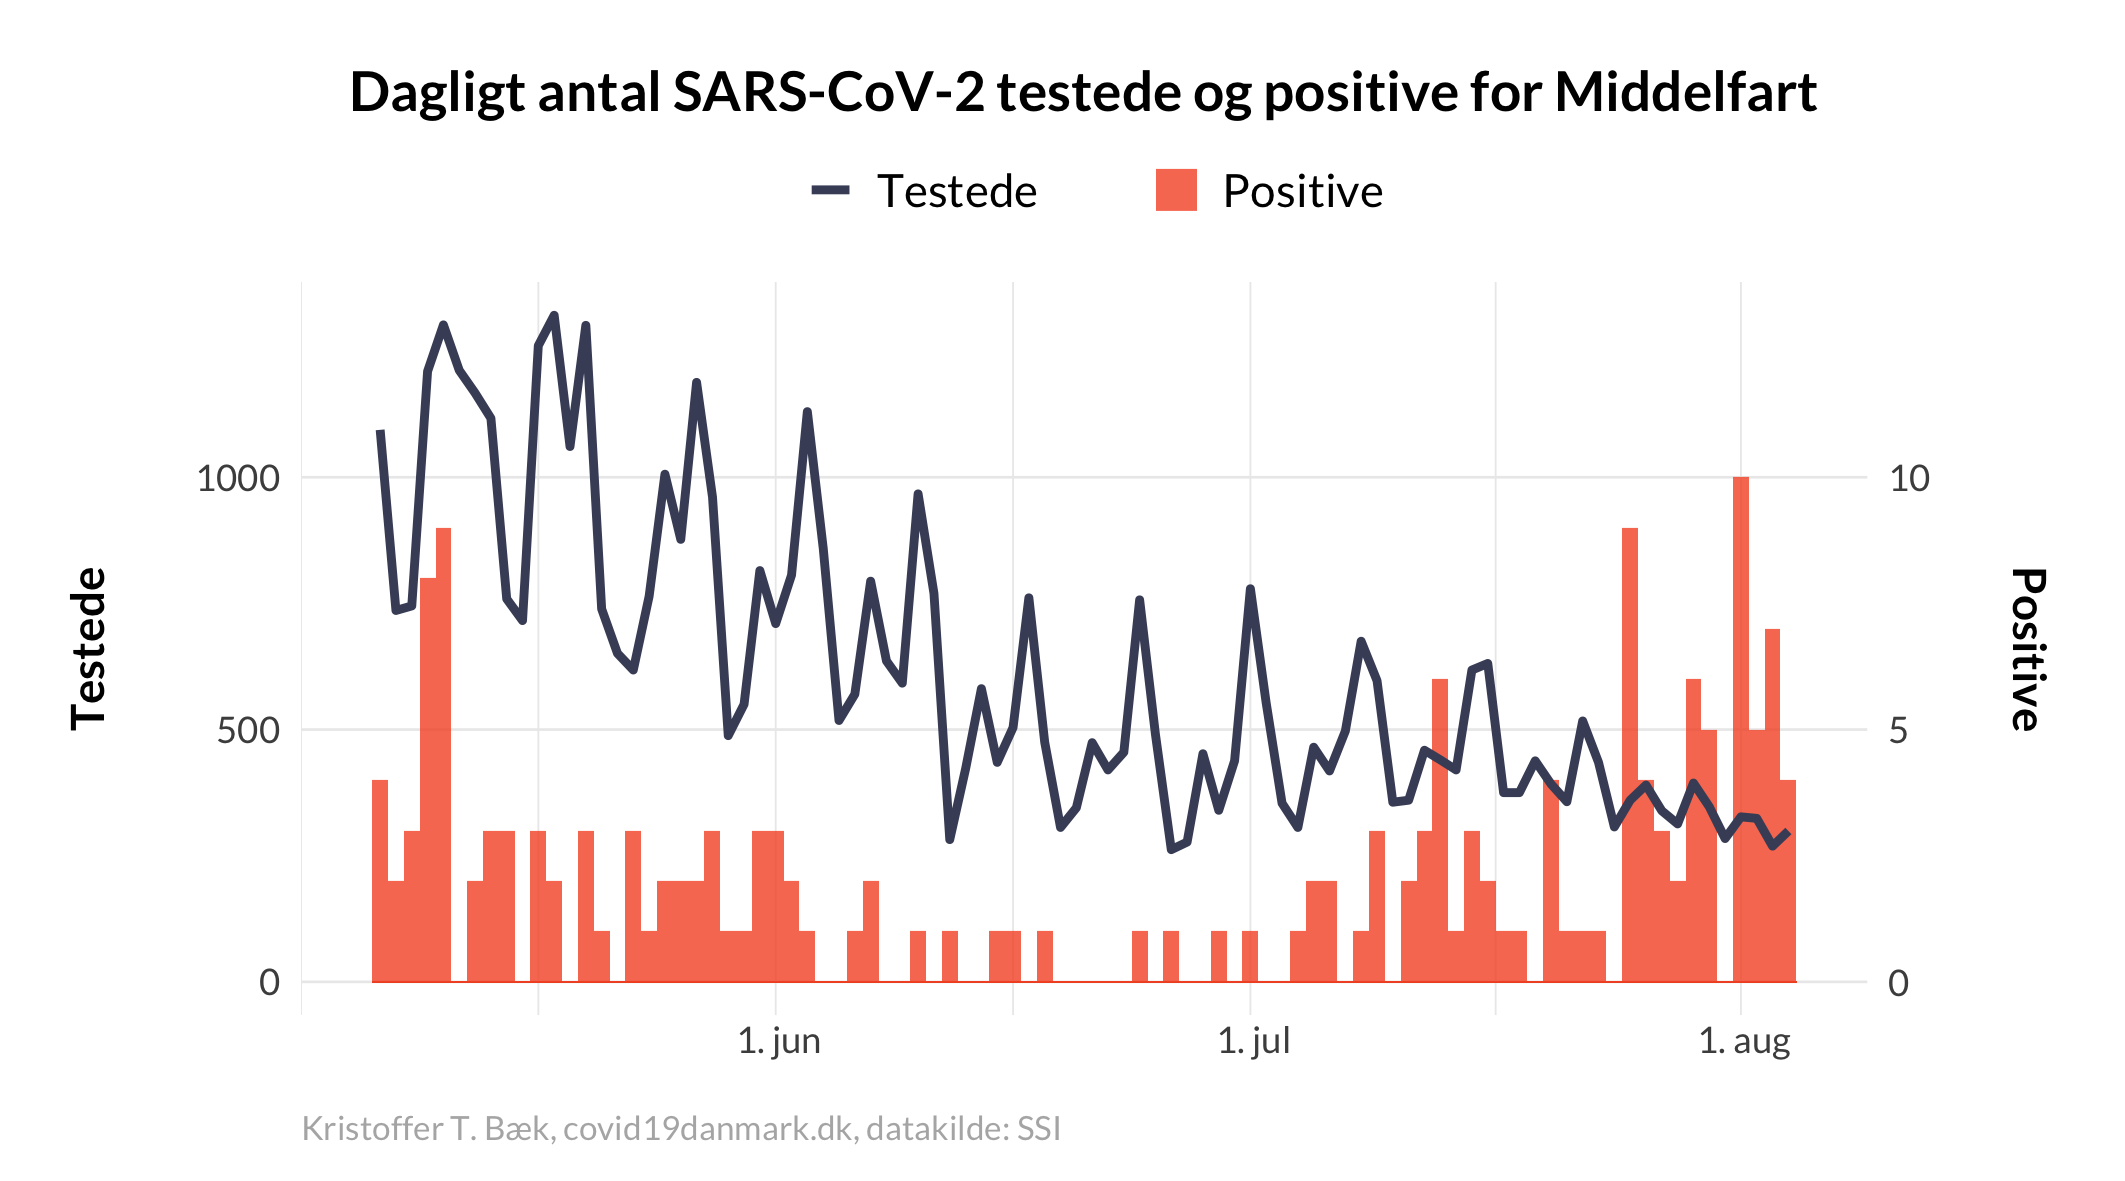 Dagligt antal SARS-CoV-2 testede og positive for Middelfart
Testede
Positive
1000
500
0
Testede
10
5
0
Positive
1. jun
1. jul
1. aug
Kristoffer T. Bæk, covid19danmark.dk, datakilde: SSI